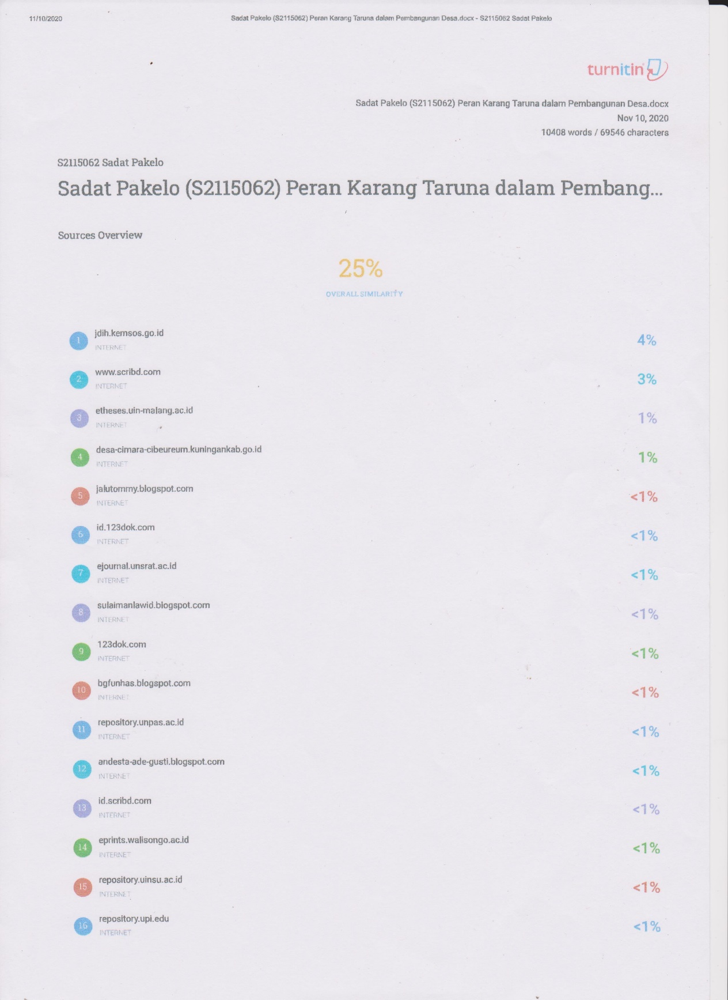 11/10/2020 Sadat Pakelo (S2115062) Peran Karang Taruna dalam Pembangunan Desa.docx - S2115062 Sadat Pakelo
turnitin
Sadat Pakelo (S2115062) Peran Karang Taruna dalam Pembangunan Desa.docx
Nov 10, 2020
10408 words / 69546 characters
S2115062 Sadat Pakelo
Sadat Pakelo (S2115062) Peran Karang Taruna dalam Pembang...
Sources Overview
25%
OVERALL SIMILARITY
1 jdih.kemsos.go.id 4%
INTERNET
2 www.scribd.com 3%
INTERNET
3 etheses.uin-malang.ac.id 1%
INTERNET
4 desa-cimara-cibeureum.kuningankab.go.id 1%
INTERNET
5 jalutommy.blogspot.com <1%
INTERNET
6 id.123dok.com <1%
INTERNET
7 ejournal.unsrat.ac.id <1%
INTERNET
8 sulaimanlawid.blogspot.com <1%
INTERNET
9 123dok.com <1%
INTERNET
10 bgfunhas.blogspot.com <1%
INTERNET
11 repository.unpas.ac.id <1%
INTERNET
12 andesta-ade-gusti.blogspot.com <1%
INTERNET
13 id.scribd.com <1%
INTERNET
14 eprints.walisongo.ac.id <1%
INTERNET
15 repository.uinsu.ac.id <1%
INTERNET
16 repository.upi.edu <1%
INTERNET